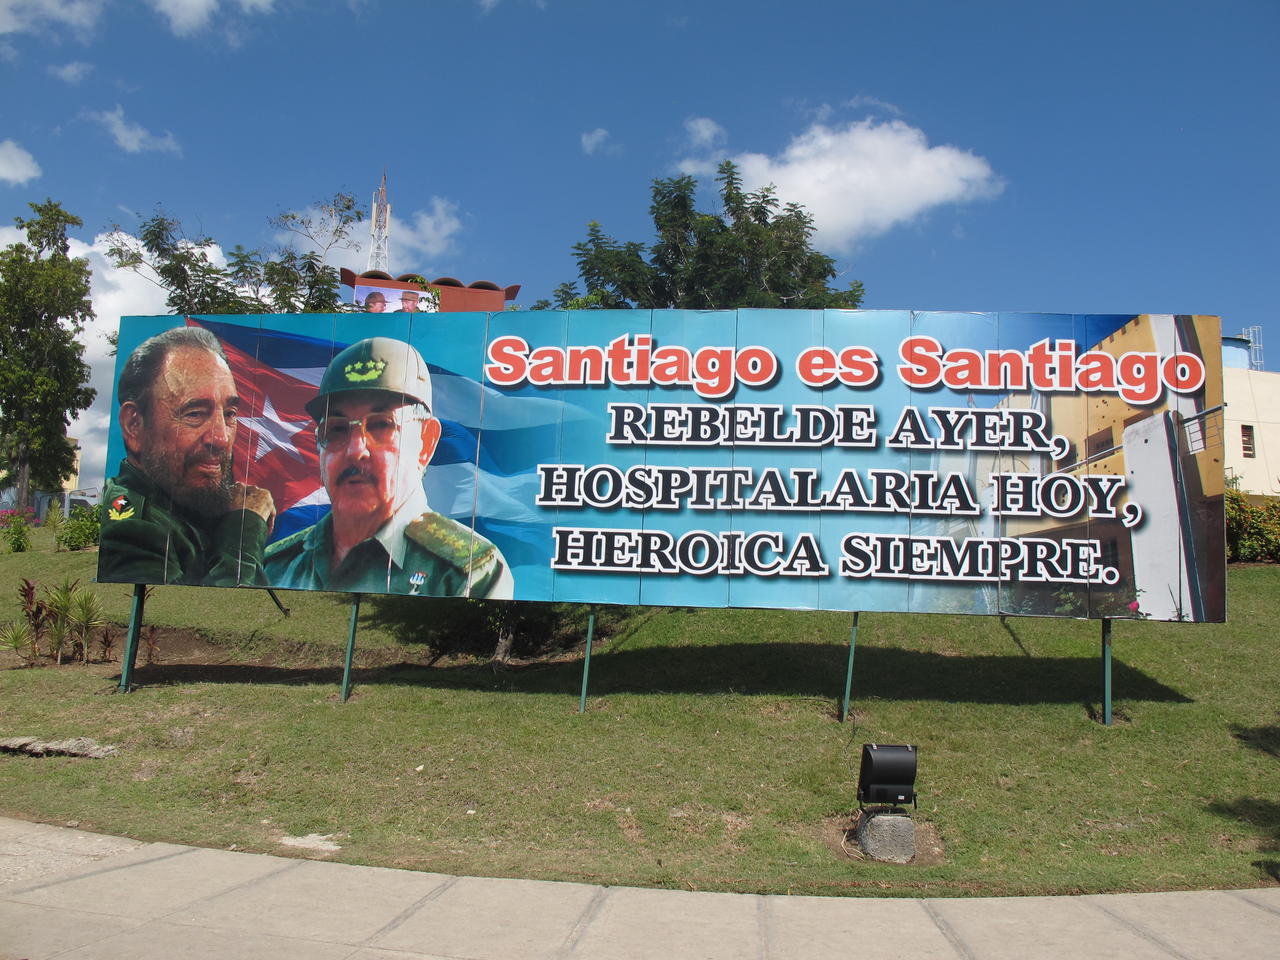 Santiago es Santiago
REBELDE AYER,
HOSPITALARIA HOY,
HEROICA SIEMPRE.